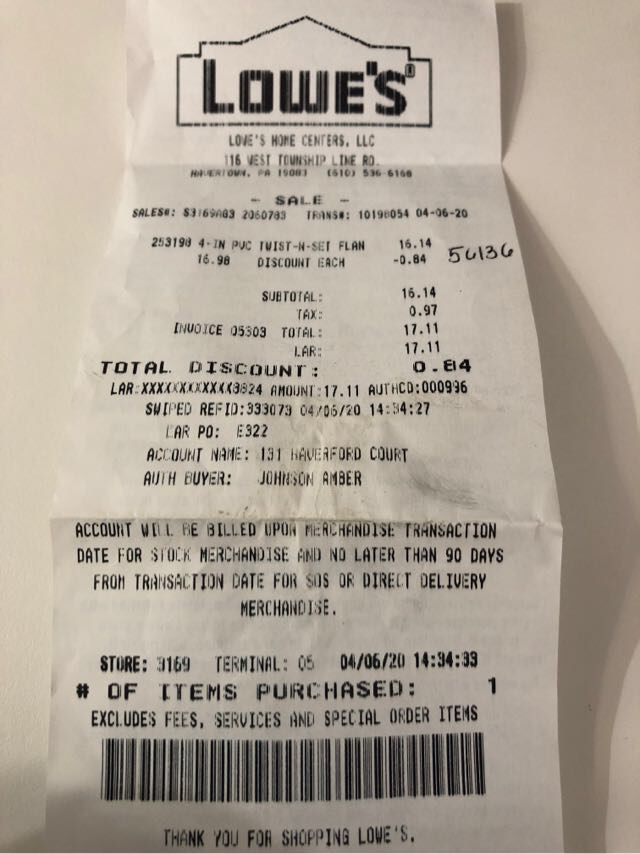 LOWE'S
LOWE'S HOME CENTERS, LLC
116 WEST TOWNSHIP LINE RD.
HAVERTOWN, PA 19083 (610) 536-6160
- SALE -
SALES#: TRANS#: 10198054 04-06-20
253198 4-IN PVC TWIST-N-SET FLAN 16.14
16.98 DISCOUNT EACH -0.84
56136
SUBTOTAL: 16.14
TAX: 0.97
INVOICE 05303 TOTAL: 17.11
LAR: 17.11
TOTAL DISCOUNT: 0.84
AMOUNT:17.11 AUTHCD:000996
SWIPED REFID:333073 04/06/20 14:34:27
LAR PO: E322
ACCOUNT NAME: 131 HAVERFORD COURT
AUTH BUYER: JOHNSON AMBER
ACCOUNT WILL BE BILLED UPON MERCHANDISE TRANSACTION
DATE FOR STOCK MERCHANDISE AND NO LATER THAN 90 DAYS
FROM TRANSACTION DATE FOR SOS OR DIRECT DELIVERY
MERCHANDISE.
STORE: 3169 TERMINAL: 05 04/06/20 14:34:33
# OF ITEMS PURCHASED: 1
EXCLUDES FEES, SERVICES AND SPECIAL ORDER ITEMS
THANK YOU FOR SHOPPING LOWE'S.